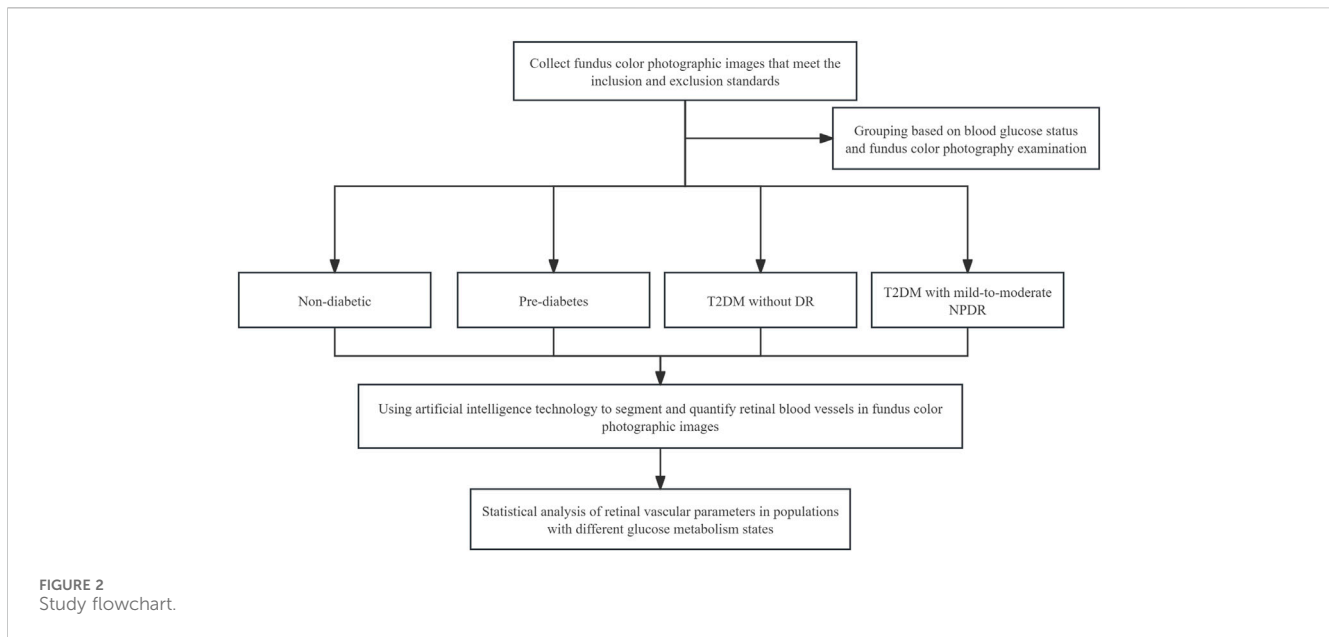 Collect fundus color photographic images that meet the
inclusion and exclusion standards
Grouping based on blood glucose status
and fundus color photography examination
Non-diabetic
Pre-diabetes
T2DM without DR
T2DM with mild-to-moderate
NPDR
Using artificial intelligence technology to segment and quantify retinal blood vessels in fundus color
photographic images
Statistical analysis of retinal vascular parameters in populations
with different glucose metabolism states
FIGURE 2
Study flowchart.